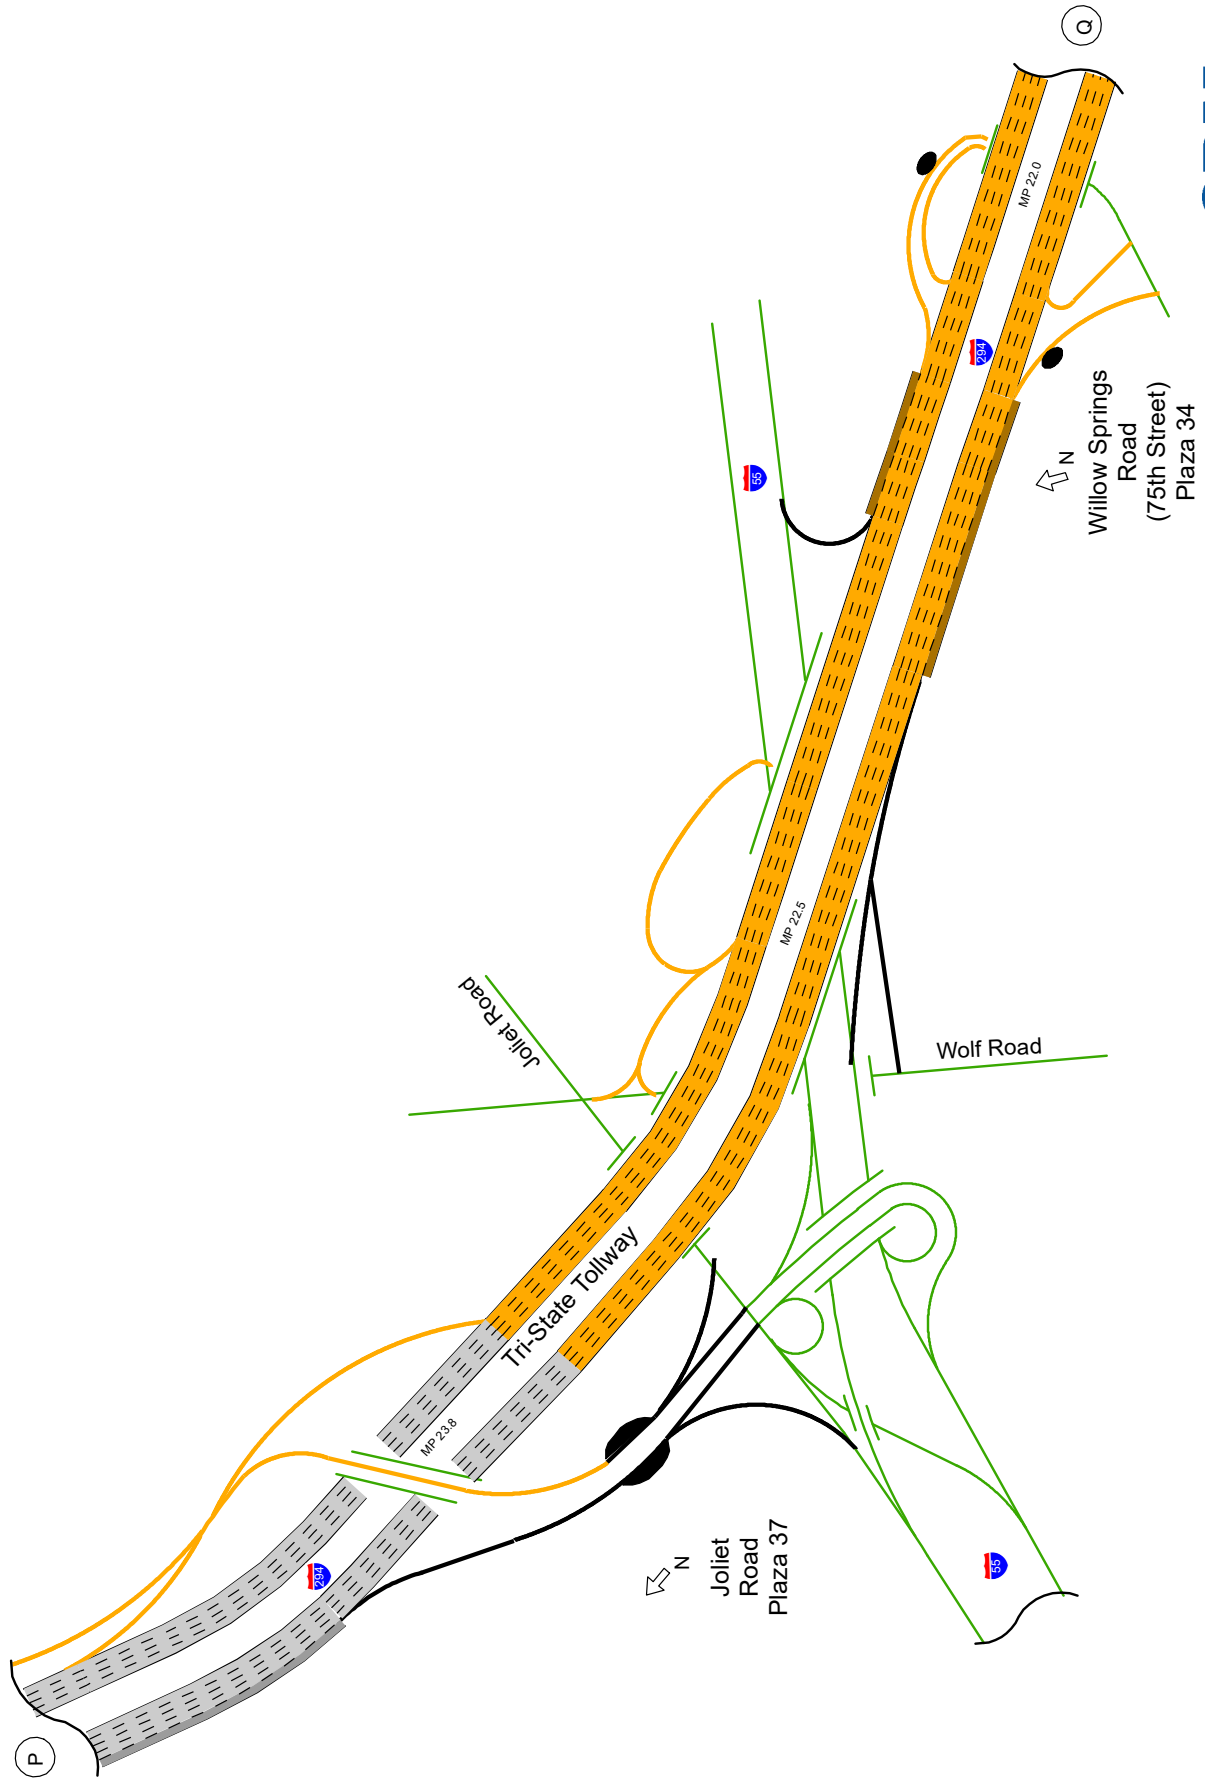 Q
MP 22.0
294
55
N
Willow Springs
Road
(75th Street)
Plaza 34
MP 22.5
Joliet Road
Wolf Road
Tri-State Tollway
MP 23.8
294
N
Joliet
Road
Plaza 37
55
P